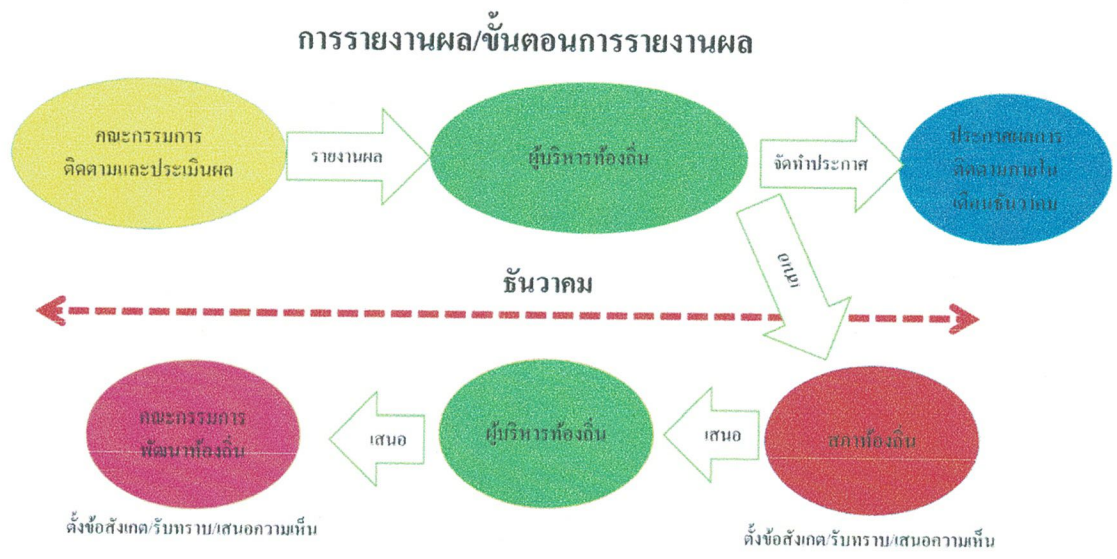 การรายงานผล/ขั้นตอนการรายงานผล
คณะกรรมการ
ติดตามและประเมินผล
รายงานผล
ผู้บริหารท้องถิ่น
จัดทำประกาศ
ประกาศผลการ
ติดตามภายใน
เดือนธันวาคม
เสนอ
ธันวาคม
คณะกรรมการ
พัฒนาท้องถิ่น
เสนอ
ผู้บริหารท้องถิ่น
เสนอ
สภาท้องถิ่น
ตั้งข้อสังเกต/รับทราบ/เสนอความเห็น
ตั้งข้อสังเกต/รับทราบ/เสนอความเห็น